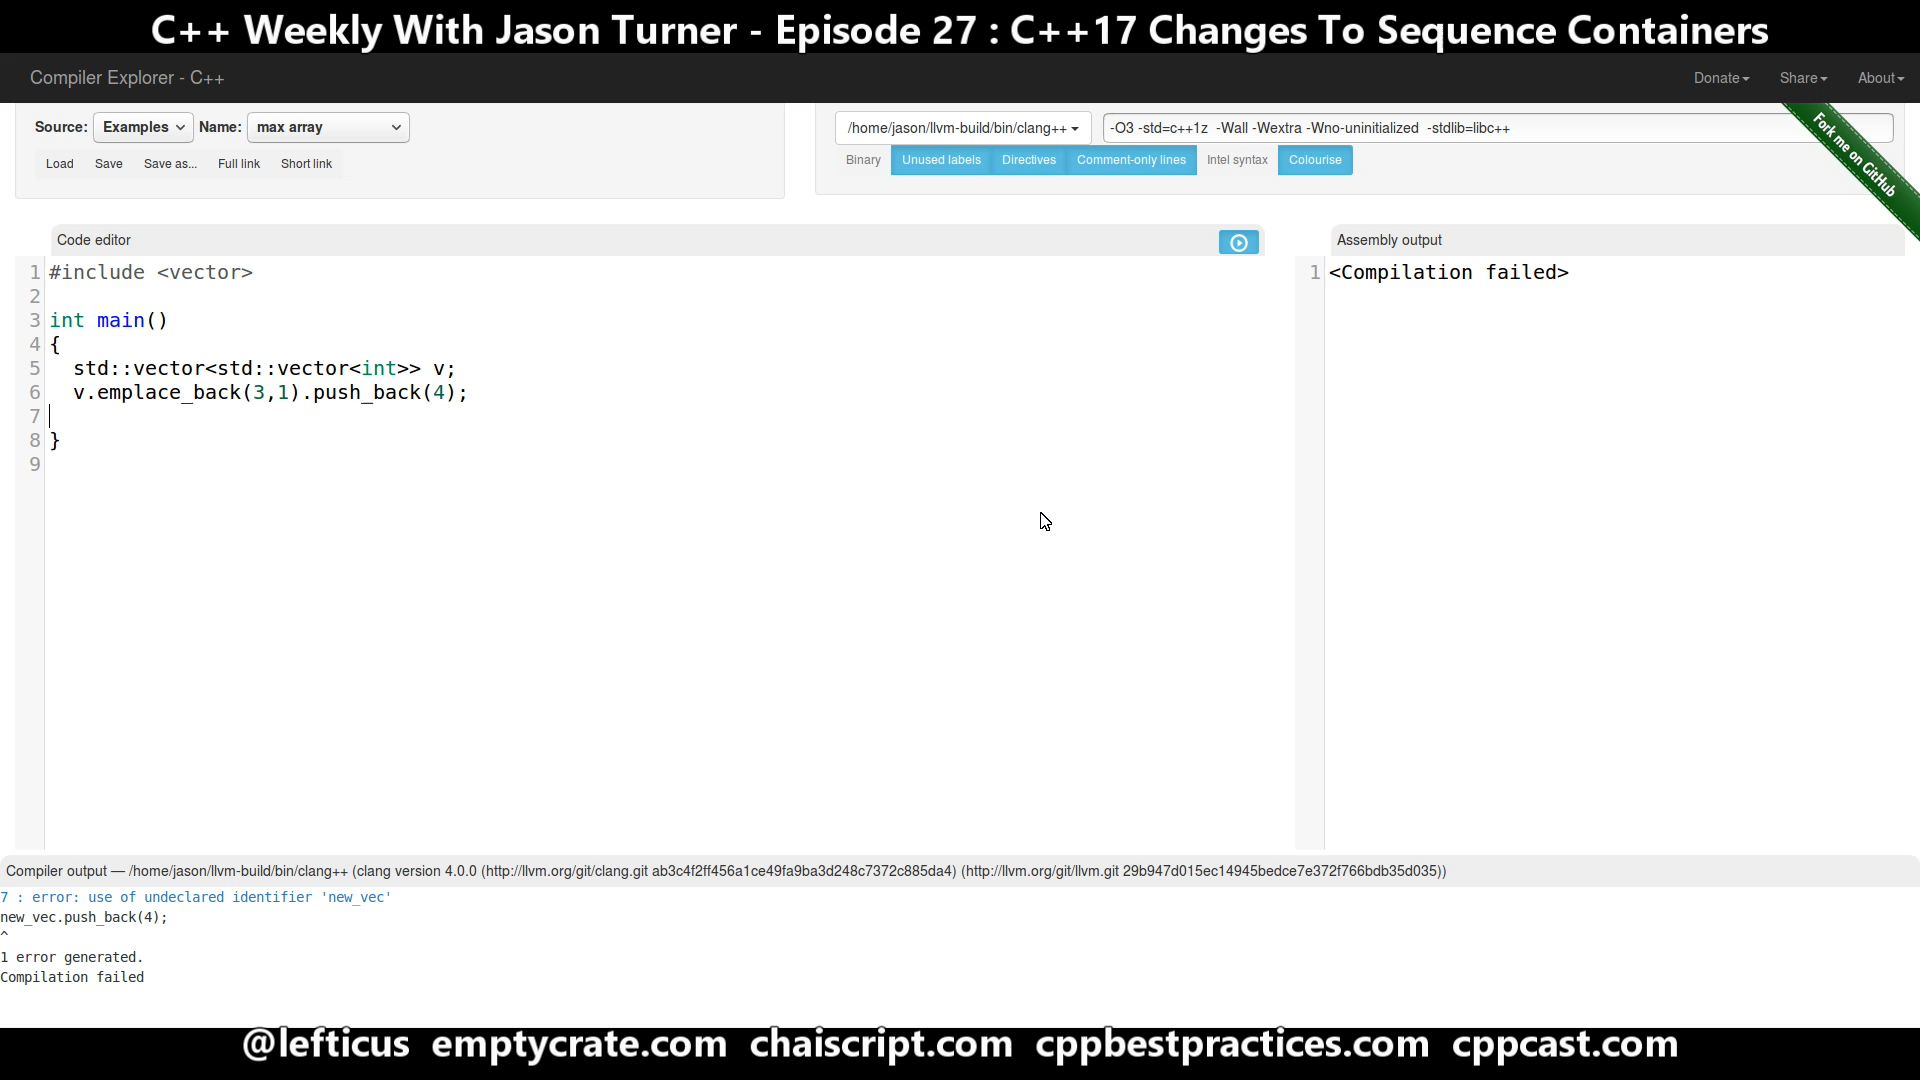 C++ Weekly With Jason Turner - Episode 27 : C++17 Changes To Sequence Containers
Compiler Explorer - C++
Donate Share About
Source: Examples Name: max array
/home/jason/llvm-build/bin/clang++ -O3 -std=c++1z -Wall -Wextra -Wno-uninitialized -stdlib=libc++
Load Save Save as... Full link Short link
Binary Unused labels Directives Comment-only lines Intel syntax Colourise
Fork me on GitHub
Code editor
1 #include <vector>
2
3 int main()
4 {
5 std::vector<std::vector<int>> v;
6 v.emplace_back(3,1).push_back(4);
7
8 }
9
Assembly output
1 <Compilation failed>
Compiler output — /home/jason/llvm-build/bin/clang++ (clang version 4.0.0 (http://llvm.org/git/clang.git ab3c4f2ff456a1ce49fa9ba3d248c7372c885da4) (http://llvm.org/git/llvm.git 29b947d015ec14945bedce7e372f766bdb35d035))
7 : error: use of undeclared identifier 'new_vec'
new_vec.push_back(4);
^
1 error generated.
Compilation failed
@lefticus emptycrate.com chaiscript.com cppbestpractices.com cppcast.com